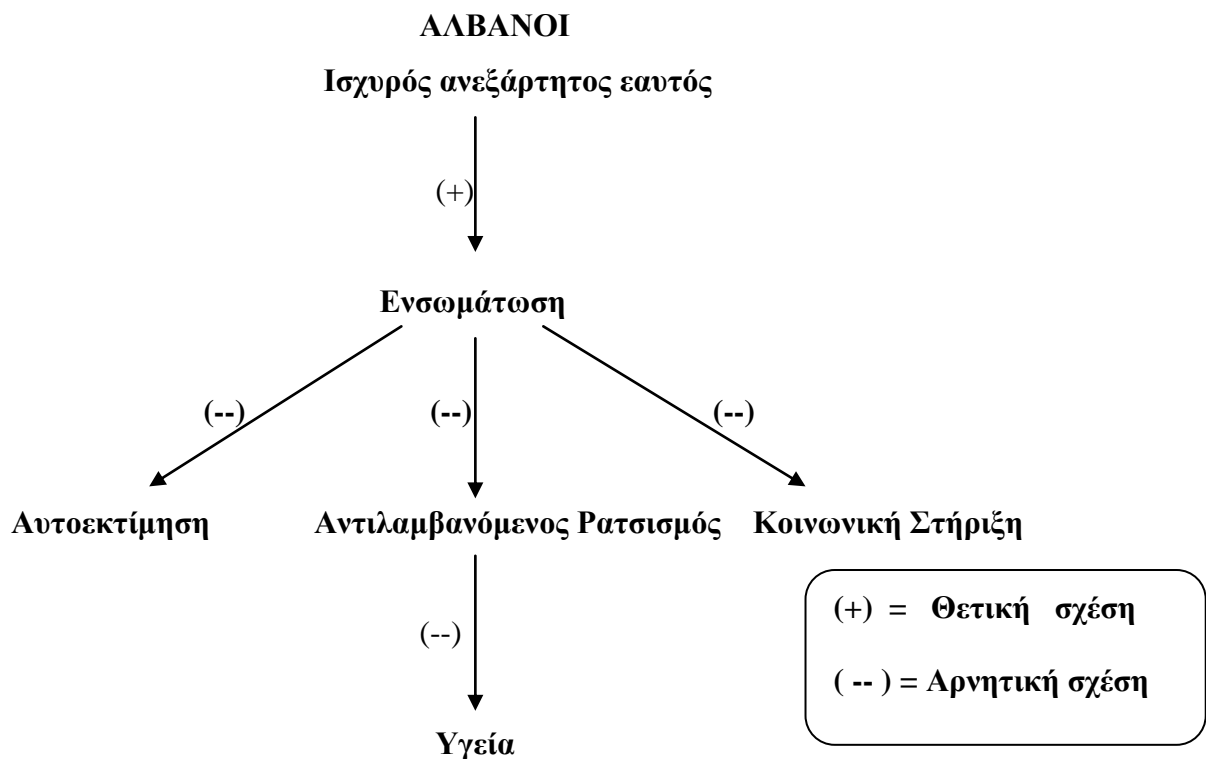 ΑΛΒΑΝΟΙ
Ισχυρός ανεξάρτητος εαυτός
(+)
Ενσωμάτωση
(--) (--) (--)
Αυτοεκτίμηση Αντιλαμβανόμενος Ρατσισμός Κοινωνική Στήριξη
(+) = Θετική σχέση
(--)
( -- ) = Αρνητική σχέση
Υγεία